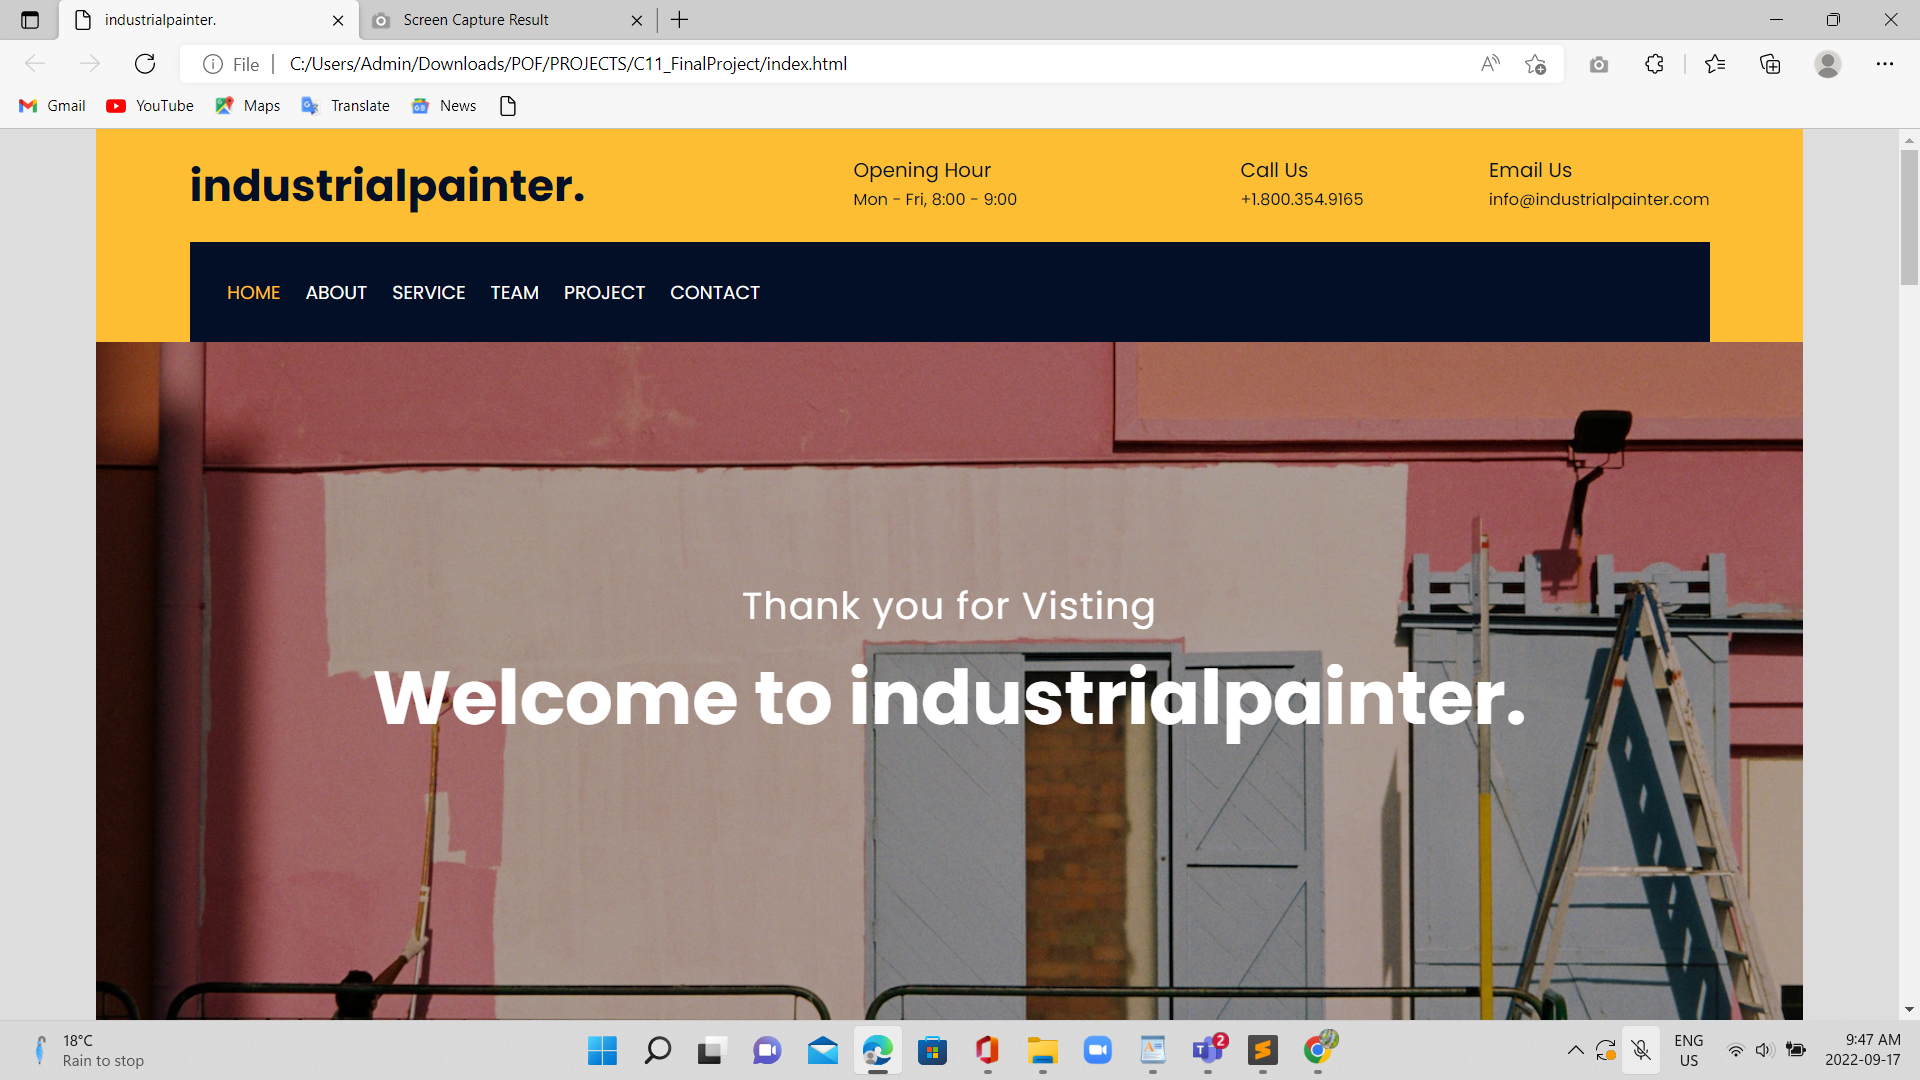 industrialpainter.
Screen Capture Result
File
C:/Users/Admin/Downloads/POF/PROJECTS/C11_FinalProject/index.html
Gmail
YouTube
Maps
Translate
News
industrialpainter.
Opening Hour
Mon - Fri, 8:00 - 9:00
Call Us
+1.800.354.9165
Email Us
info@industrialpainter.com
HOME ABOUT SERVICE TEAM PROJECT CONTACT
Thank you for Visting
Welcome to industrialpainter.
18°C
Rain to stop
2
ENG
US
9:47 AM
2022-09-17